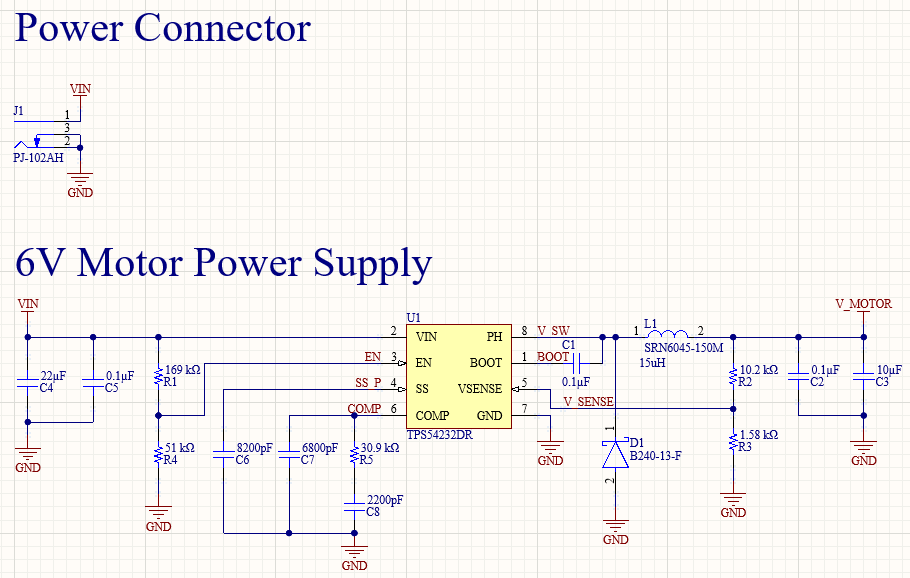 Power Connector
VIN
J1
1
3
2
PJ-102AH
GND
6V Motor Power Supply
VIN
V_MOTOR
U1
2 VIN PH 8 V_SW
L1
1 2
SRN6045-150M
15uH
EN 3 EN BOOT 1 BOOT
C1
0.1µF
SS_P 4 SS VSENSE 5
V_SENSE
COMP 6 COMP GND 7
TPS54232DR
22µF
C4
0.1µF
C5
169 kΩ
R1
10.2 kΩ
R2
0.1µF
C2
10µF
C3
51 kΩ
R4
8200pF
C6
6800pF
C7
30.9 kΩ
R5
2200pF
C8
1
D1
B240-13-F
2
1.58 kΩ
R3
GND
GND
GND
GND
GND
GND
GND